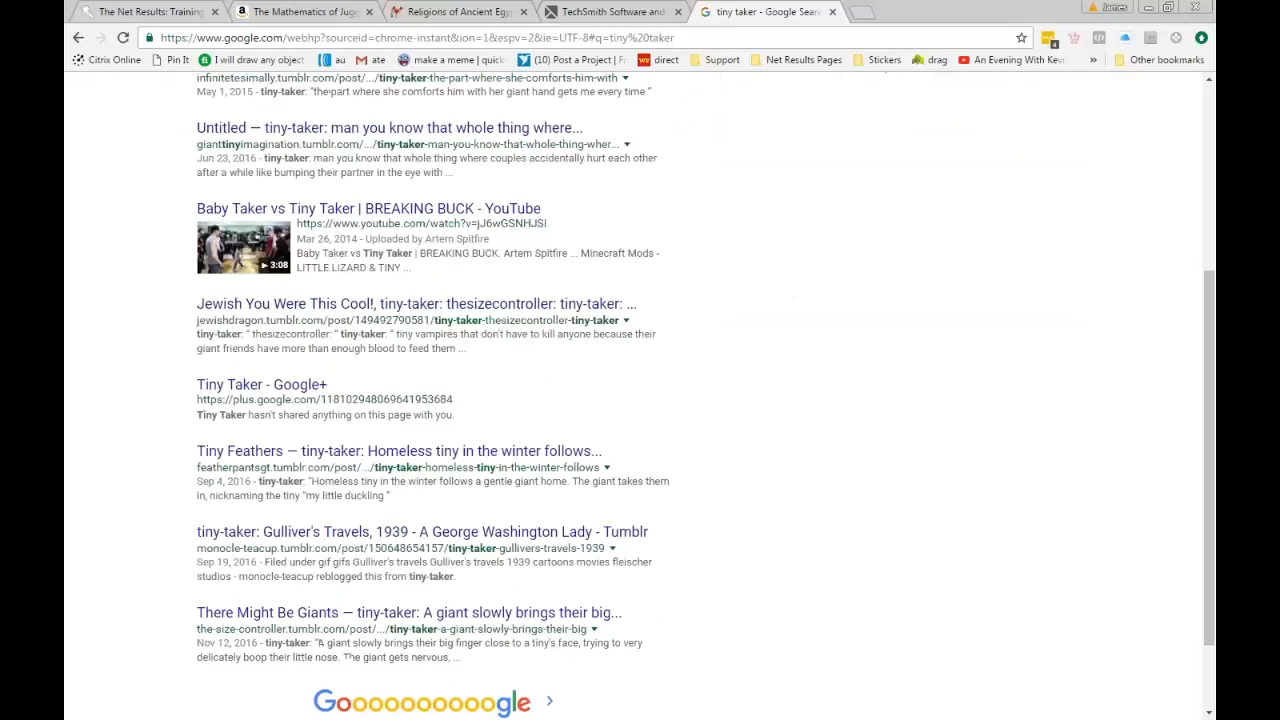 The Net Results: Training
The Mathematics of Jug
Religions of Ancient Egy
TechSmith Software and
tiny taker - Google Sear
James
https://www.google.com/webhp?sourceid=chrome-instant&ion=1&espv=2&ie=UTF-8#q=tiny%20taker
4
Citrix Online
Pin It
I will draw any object
au
ate
make a meme | quick
(10) Post a Project | Fr
direct
Support
Net Results Pages
Stickers
drag
An Evening With Kevi
»
Other bookmarks
infinitetesimally.tumblr.com/post/.../tiny-taker-the-part-where-she-comforts-him-with
May 1, 2015 - tiny-taker: "the part where she comforts him with her giant hand gets me every time "
Untitled — tiny-taker: man you know that whole thing where...
gianttinyimagination.tumblr.com/.../tiny-taker-man-you-know-that-whole-thing-wher...
Jun 23, 2016 - tiny-taker: man you know that whole thing where couples accidentally hurt each other
after a while like bumping their partner in the eye with ...
Baby Taker vs Tiny Taker | BREAKING BUCK - YouTube
https://www.youtube.com/watch?v=jJ6wGSNHJSI
Mar 26, 2014 - Uploaded by Artem Spitfire
3:08
Baby Taker vs Tiny Taker | BREAKING BUCK. Artem Spitfire ... Minecraft Mods -
LITTLE LIZARD & TINY ...
Jewish You Were This Cool!, tiny-taker: thesizecontroller: tiny-taker: ...
jewishdragon.tumblr.com/post/149492790581/tiny-taker-thesizecontroller-tiny-taker
tiny-taker: " thesizecontroller: " tiny-taker: " tiny vampires that don't have to kill anyone because their
giant friends have more than enough blood to feed them ...
Tiny Taker - Google+
https://plus.google.com/118102948069641953684
Tiny Taker hasn't shared anything on this page with you.
Tiny Feathers — tiny-taker: Homeless tiny in the winter follows...
featherpantsgt.tumblr.com/post/.../tiny-taker-homeless-tiny-in-the-winter-follows
Sep 4, 2016 - tiny-taker: "Homeless tiny in the winter follows a gentle giant home. The giant takes them
in, nicknaming the tiny "my little duckling "
tiny-taker: Gulliver's Travels, 1939 - A George Washington Lady - Tumblr
monocle-teacup.tumblr.com/post/150648654157/tiny-taker-gullivers-travels-1939
Sep 19, 2016 - Filed under gif gifs Gulliver's travels Gulliver's travels 1939 cartoons movies fleischer
studios · monocle-teacup reblogged this from tiny-taker.
There Might Be Giants — tiny-taker: A giant slowly brings their big...
the-size-controller.tumblr.com/post/.../tiny-taker-a-giant-slowly-brings-their-big
Nov 12, 2016 - tiny-taker: "A giant slowly brings their big finger close to a tiny's face, trying to very
delicately boop their little nose. The giant gets nervous, ...
Goooooooooogle